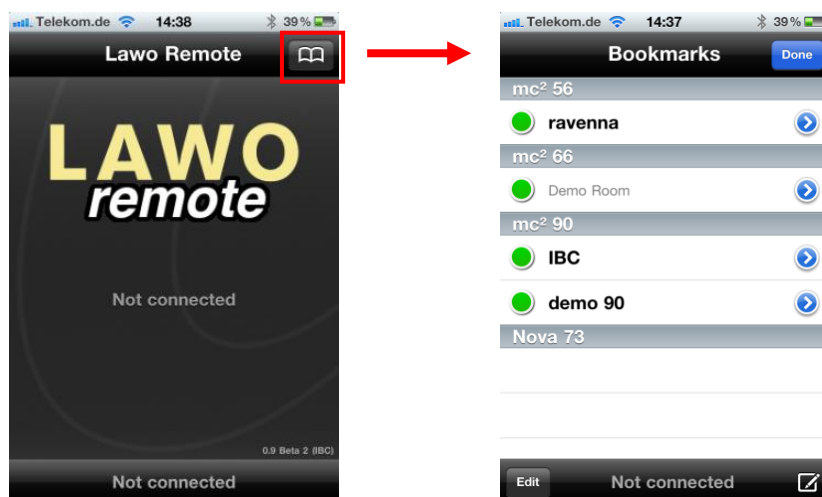 Telekom.de 14:38 39 %
Lawo Remote
LAWO
remote
Not connected
0.9 Beta 2 (IBC)
Not connected
Telekom.de 14:37 39 %
Bookmarks Done
mc² 56
ravenna
mc² 66
Demo Room
mc² 90
IBC
demo 90
Nova 73
Edit Not connected